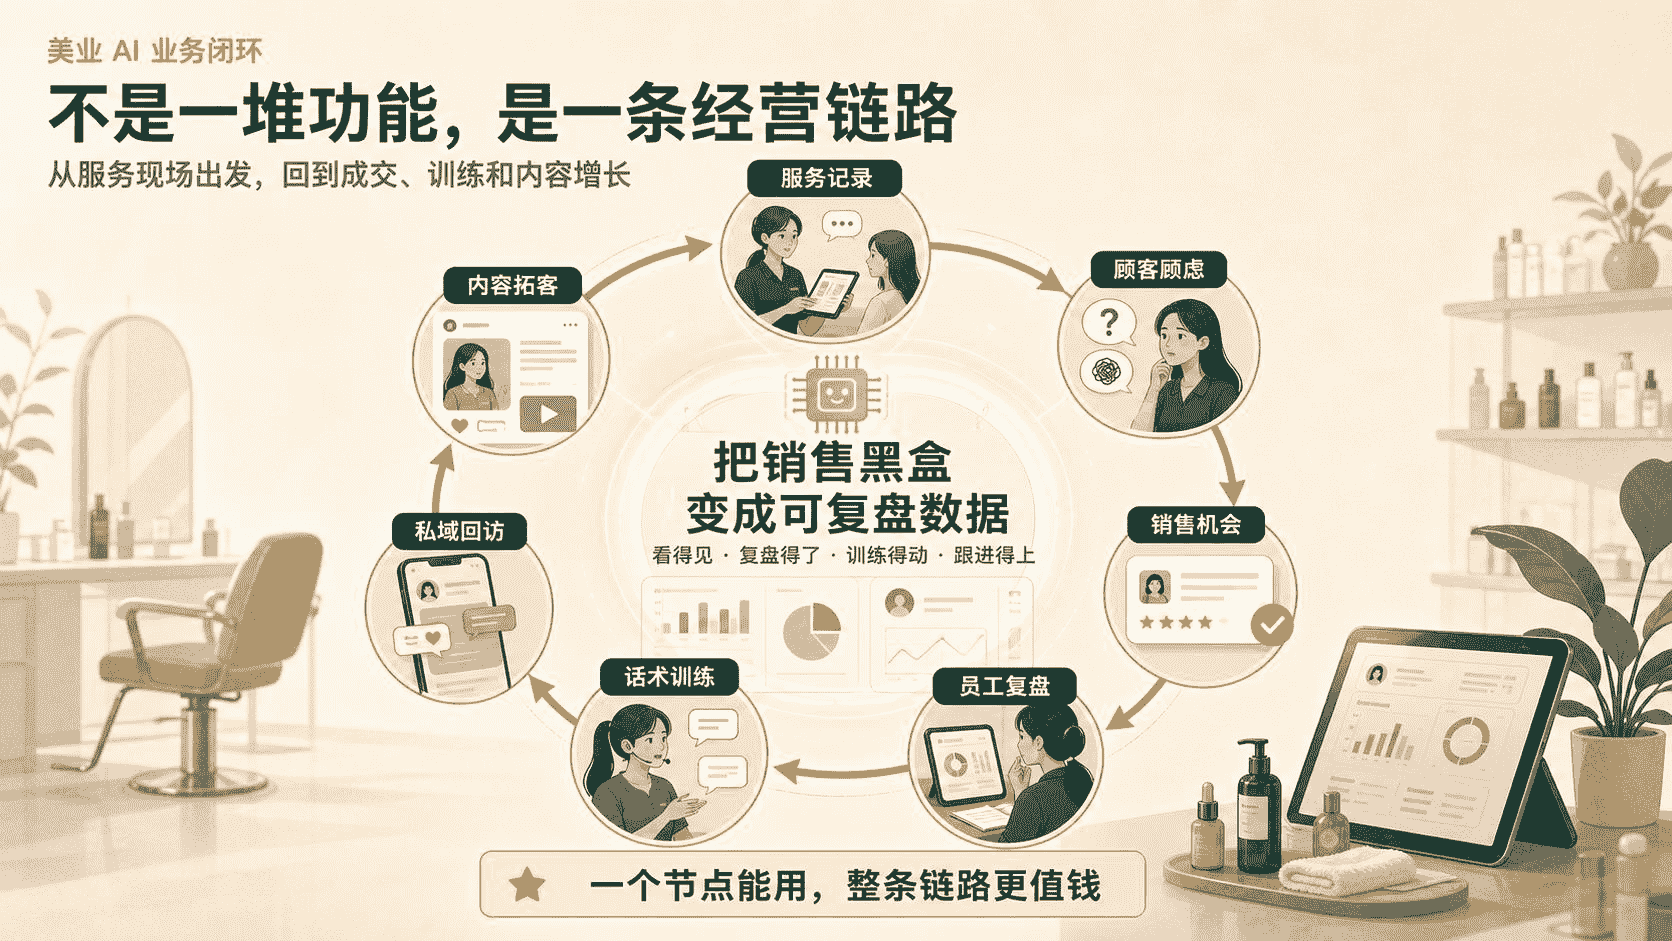 美业 AI 业务闭环
不是一堆功能，是一条经营链路
从服务现场出发，回到成交、训练和内容增长
服务记录
顾客顾虑
?
销售机会
员工复盘
话术训练
私域回访
内容拓客
把销售黑盒
变成可复盘数据
看得见 · 复盘得了 · 训练得动 · 跟进得上
一个节点能用，整条链路更值钱